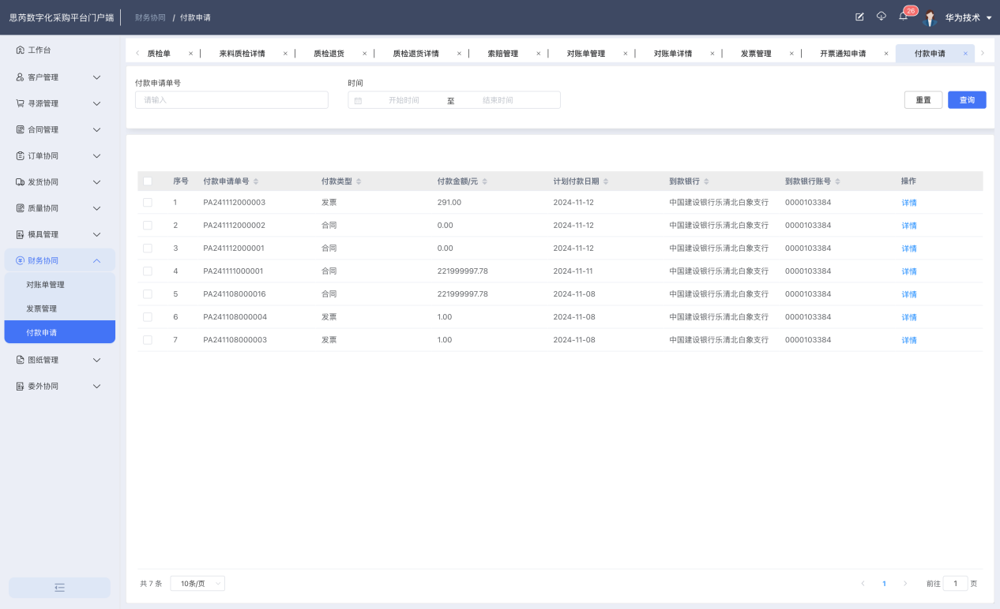 思芮数字化采购平台门户端 财务协同 / 付款申请 26 华为技术
工作台
客户管理
寻源管理
合同管理
订单协同
发货协同
质量协同
模具管理
财务协同
对账单管理
发票管理
付款申请
图纸管理
委外协同
质检单 × 来料质检详情 × 质检退货 × 质检退货详情 × 索赔管理 × 对账单管理 × 对账单详情 × 发票管理 × 开票通知申请 × 付款申请 ×
付款申请单号 时间
请输入 开始时间 至 结束时间 重置 查询
序号 付款申请单号 付款类型 付款金额/元 计划付款日期 到款银行 到款银行账号 操作
1 PA241112000003 发票 291.00 2024-11-12 中国建设银行乐清北白象支行 0000103384 详情
2 PA241112000002 合同 0.00 2024-11-12 中国建设银行乐清北白象支行 0000103384 详情
3 PA241112000001 合同 0.00 2024-11-12 中国建设银行乐清北白象支行 0000103384 详情
4 PA241111000001 合同 221999997.78 2024-11-11 中国建设银行乐清北白象支行 0000103384 详情
5 PA241108000016 合同 221999997.78 2024-11-08 中国建设银行乐清北白象支行 0000103384 详情
6 PA241108000004 发票 1.00 2024-11-08 中国建设银行乐清北白象支行 0000103384 详情
7 PA241108000003 发票 1.00 2024-11-08 中国建设银行乐清北白象支行 0000103384 详情
共 7 条 10条/页 1 前往 1 页